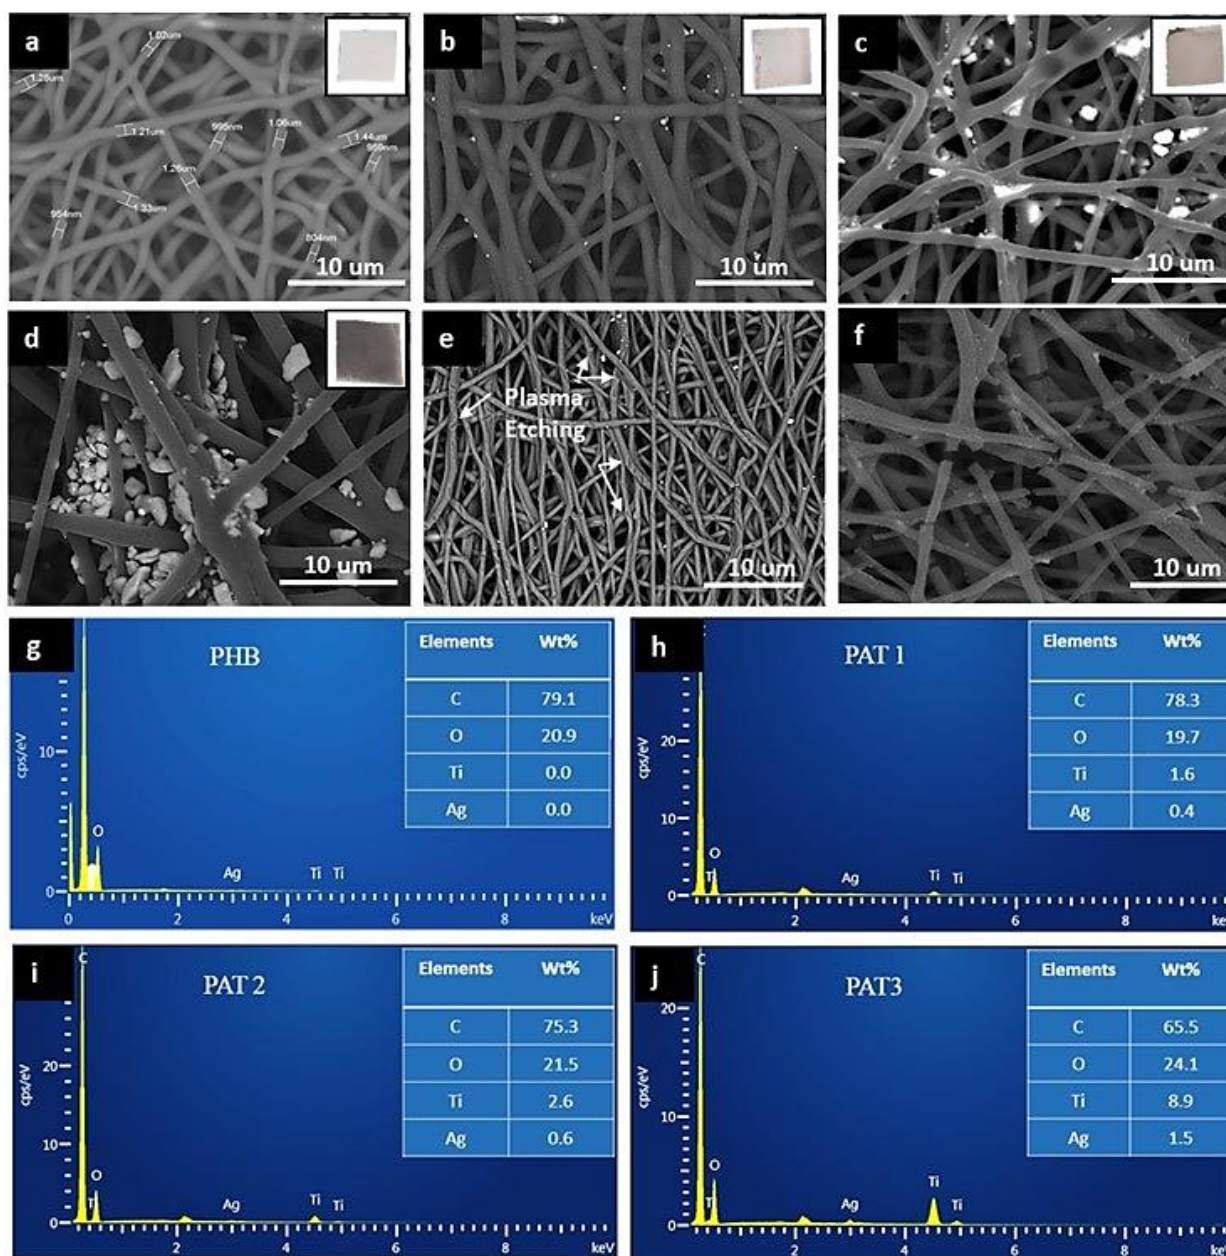 a
1.02um
1.28um
1.21um
995nm
1.06um
1.44um
969nm
1.26um
1.33um
954nm
804nm
10 um
b
10 um
c
10 um
d
10 um
e
Plasma
Etching
10 um
f
10 um
g
PHB
Elements Wt%
C 79.1
O 20.9
Ti 0.0
Ag 0.0
cps/eV
10
0
O
Ag Ti Ti
0 2 4 6 8 keV
h
PAT 1
Elements Wt%
C 78.3
O 19.7
Ti 1.6
Ag 0.4
cps/eV
20
10
0
O
T
Ag Ti Ti
2 4 6 8 ke
i
C
PAT 2
Elements Wt%
C 75.3
O 21.5
Ti 2.6
Ag 0.6
cps/eV
20
10
0
O
T
Ag Ti Ti
2 4 6 8 keV
j
C
PAT3
Elements Wt%
C 65.5
O 24.1
Ti 8.9
Ag 1.5
cps/eV
20
10
0
O
T
Ti
Ag Ti
2 4 6 8 ke